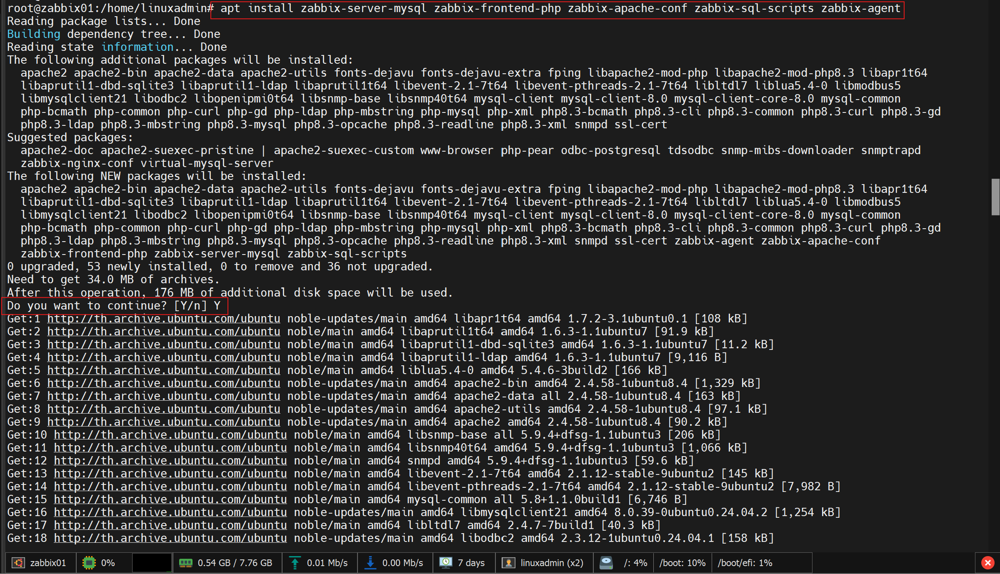 root@zabbix01:/home/linuxadmin# apt install zabbix-server-mysql zabbix-frontend-php zabbix-apache-conf zabbix-sql-scripts zabbix-agent
Reading package lists... Done
Building dependency tree... Done
Reading state information... Done
The following additional packages will be installed:
  apache2 apache2-bin apache2-data apache2-utils fonts-dejavu fonts-dejavu-extra fping libapache2-mod-php libapache2-mod-php8.3 libapr1t64
  libaprutil1-dbd-sqlite3 libaprutil1-ldap libaprutil1t64 libevent-2.1-7t64 libevent-pthreads-2.1-7t64 libltdl7 liblua5.4-0 libmodbus5
  libmysqlclient21 libodbc2 libopenipmi0t64 libsnmp-base libsnmp40t64 mysql-client mysql-client-8.0 mysql-client-core-8.0 mysql-common
  php-bcmath php-common php-curl php-gd php-ldap php-mbstring php-mysql php-xml php8.3-bcmath php8.3-cli php8.3-common php8.3-curl php8.3-gd
  php8.3-ldap php8.3-mbstring php8.3-mysql php8.3-opcache php8.3-readline php8.3-xml snmpd ssl-cert
Suggested packages:
  apache2-doc apache2-suexec-pristine | apache2-suexec-custom www-browser php-pear odbc-postgresql tdsodbc snmp-mibs-downloader snmptrapd
  zabbix-nginx-conf virtual-mysql-server
The following NEW packages will be installed:
  apache2 apache2-bin apache2-data apache2-utils fonts-dejavu fonts-dejavu-extra fping libapache2-mod-php libapache2-mod-php8.3 libapr1t64
  libaprutil1-dbd-sqlite3 libaprutil1-ldap libaprutil1t64 libevent-2.1-7t64 libevent-pthreads-2.1-7t64 libltdl7 liblua5.4-0 libmodbus5
  libmysqlclient21 libodbc2 libopenipmi0t64 libsnmp-base libsnmp40t64 mysql-client mysql-client-8.0 mysql-client-core-8.0 mysql-common
  php-bcmath php-common php-curl php-gd php-ldap php-mbstring php-mysql php-xml php8.3-bcmath php8.3-cli php8.3-common php8.3-curl php8.3-gd
  php8.3-ldap php8.3-mbstring php8.3-mysql php8.3-opcache php8.3-readline php8.3-xml snmpd ssl-cert zabbix-agent zabbix-apache-conf
  zabbix-frontend-php zabbix-server-mysql zabbix-sql-scripts
0 upgraded, 53 newly installed, 0 to remove and 36 not upgraded.
Need to get 34.0 MB of archives.
After this operation, 176 MB of additional disk space will be used.
Do you want to continue? [Y/n] Y
Get:1 http://th.archive.ubuntu.com/ubuntu noble-updates/main amd64 libapr1t64 amd64 1.7.2-3.1ubuntu0.1 [108 kB]
Get:2 http://th.archive.ubuntu.com/ubuntu noble/main amd64 libaprutil1t64 amd64 1.6.3-1.1ubuntu7 [91.9 kB]
Get:3 http://th.archive.ubuntu.com/ubuntu noble/main amd64 libaprutil1-dbd-sqlite3 amd64 1.6.3-1.1ubuntu7 [11.2 kB]
Get:4 http://th.archive.ubuntu.com/ubuntu noble/main amd64 libaprutil1-ldap amd64 1.6.3-1.1ubuntu7 [9,116 B]
Get:5 http://th.archive.ubuntu.com/ubuntu noble/main amd64 liblua5.4-0 amd64 5.4.6-3build2 [166 kB]
Get:6 http://th.archive.ubuntu.com/ubuntu noble-updates/main amd64 apache2-bin amd64 2.4.58-1ubuntu8.4 [1,329 kB]
Get:7 http://th.archive.ubuntu.com/ubuntu noble-updates/main amd64 apache2-data all 2.4.58-1ubuntu8.4 [163 kB]
Get:8 http://th.archive.ubuntu.com/ubuntu noble-updates/main amd64 apache2-utils amd64 2.4.58-1ubuntu8.4 [97.1 kB]
Get:9 http://th.archive.ubuntu.com/ubuntu noble-updates/main amd64 apache2 amd64 2.4.58-1ubuntu8.4 [90.2 kB]
Get:10 http://th.archive.ubuntu.com/ubuntu noble/main amd64 libsnmp-base all 5.9.4+dfsg-1.1ubuntu3 [206 kB]
Get:11 http://th.archive.ubuntu.com/ubuntu noble/main amd64 libsnmp40t64 amd64 5.9.4+dfsg-1.1ubuntu3 [1,066 kB]
Get:12 http://th.archive.ubuntu.com/ubuntu noble/main amd64 snmpd amd64 5.9.4+dfsg-1.1ubuntu3 [59.6 kB]
Get:13 http://th.archive.ubuntu.com/ubuntu noble/main amd64 libevent-2.1-7t64 amd64 2.1.12-stable-9ubuntu2 [145 kB]
Get:14 http://th.archive.ubuntu.com/ubuntu noble/main amd64 libevent-pthreads-2.1-7t64 amd64 2.1.12-stable-9ubuntu2 [7,982 B]
Get:15 http://th.archive.ubuntu.com/ubuntu noble/main amd64 mysql-common all 5.8+1.1.0build1 [6,746 B]
Get:16 http://th.archive.ubuntu.com/ubuntu noble-updates/main amd64 libmysqlclient21 amd64 8.0.39-0ubuntu0.24.04.2 [1,254 kB]
Get:17 http://th.archive.ubuntu.com/ubuntu noble/main amd64 libltdl7 amd64 2.4.7-7build1 [40.3 kB]
Get:18 http://th.archive.ubuntu.com/ubuntu noble-updates/main amd64 libodbc2 amd64 2.3.12-1ubuntu0.24.04.1 [158 kB]
zabbix01 0% 0.54 GB / 7.76 GB 0.01 Mb/s 0.00 Mb/s 7 days linuxadmin (x2) /: 4% /boot: 10% /boot/efi: 1%